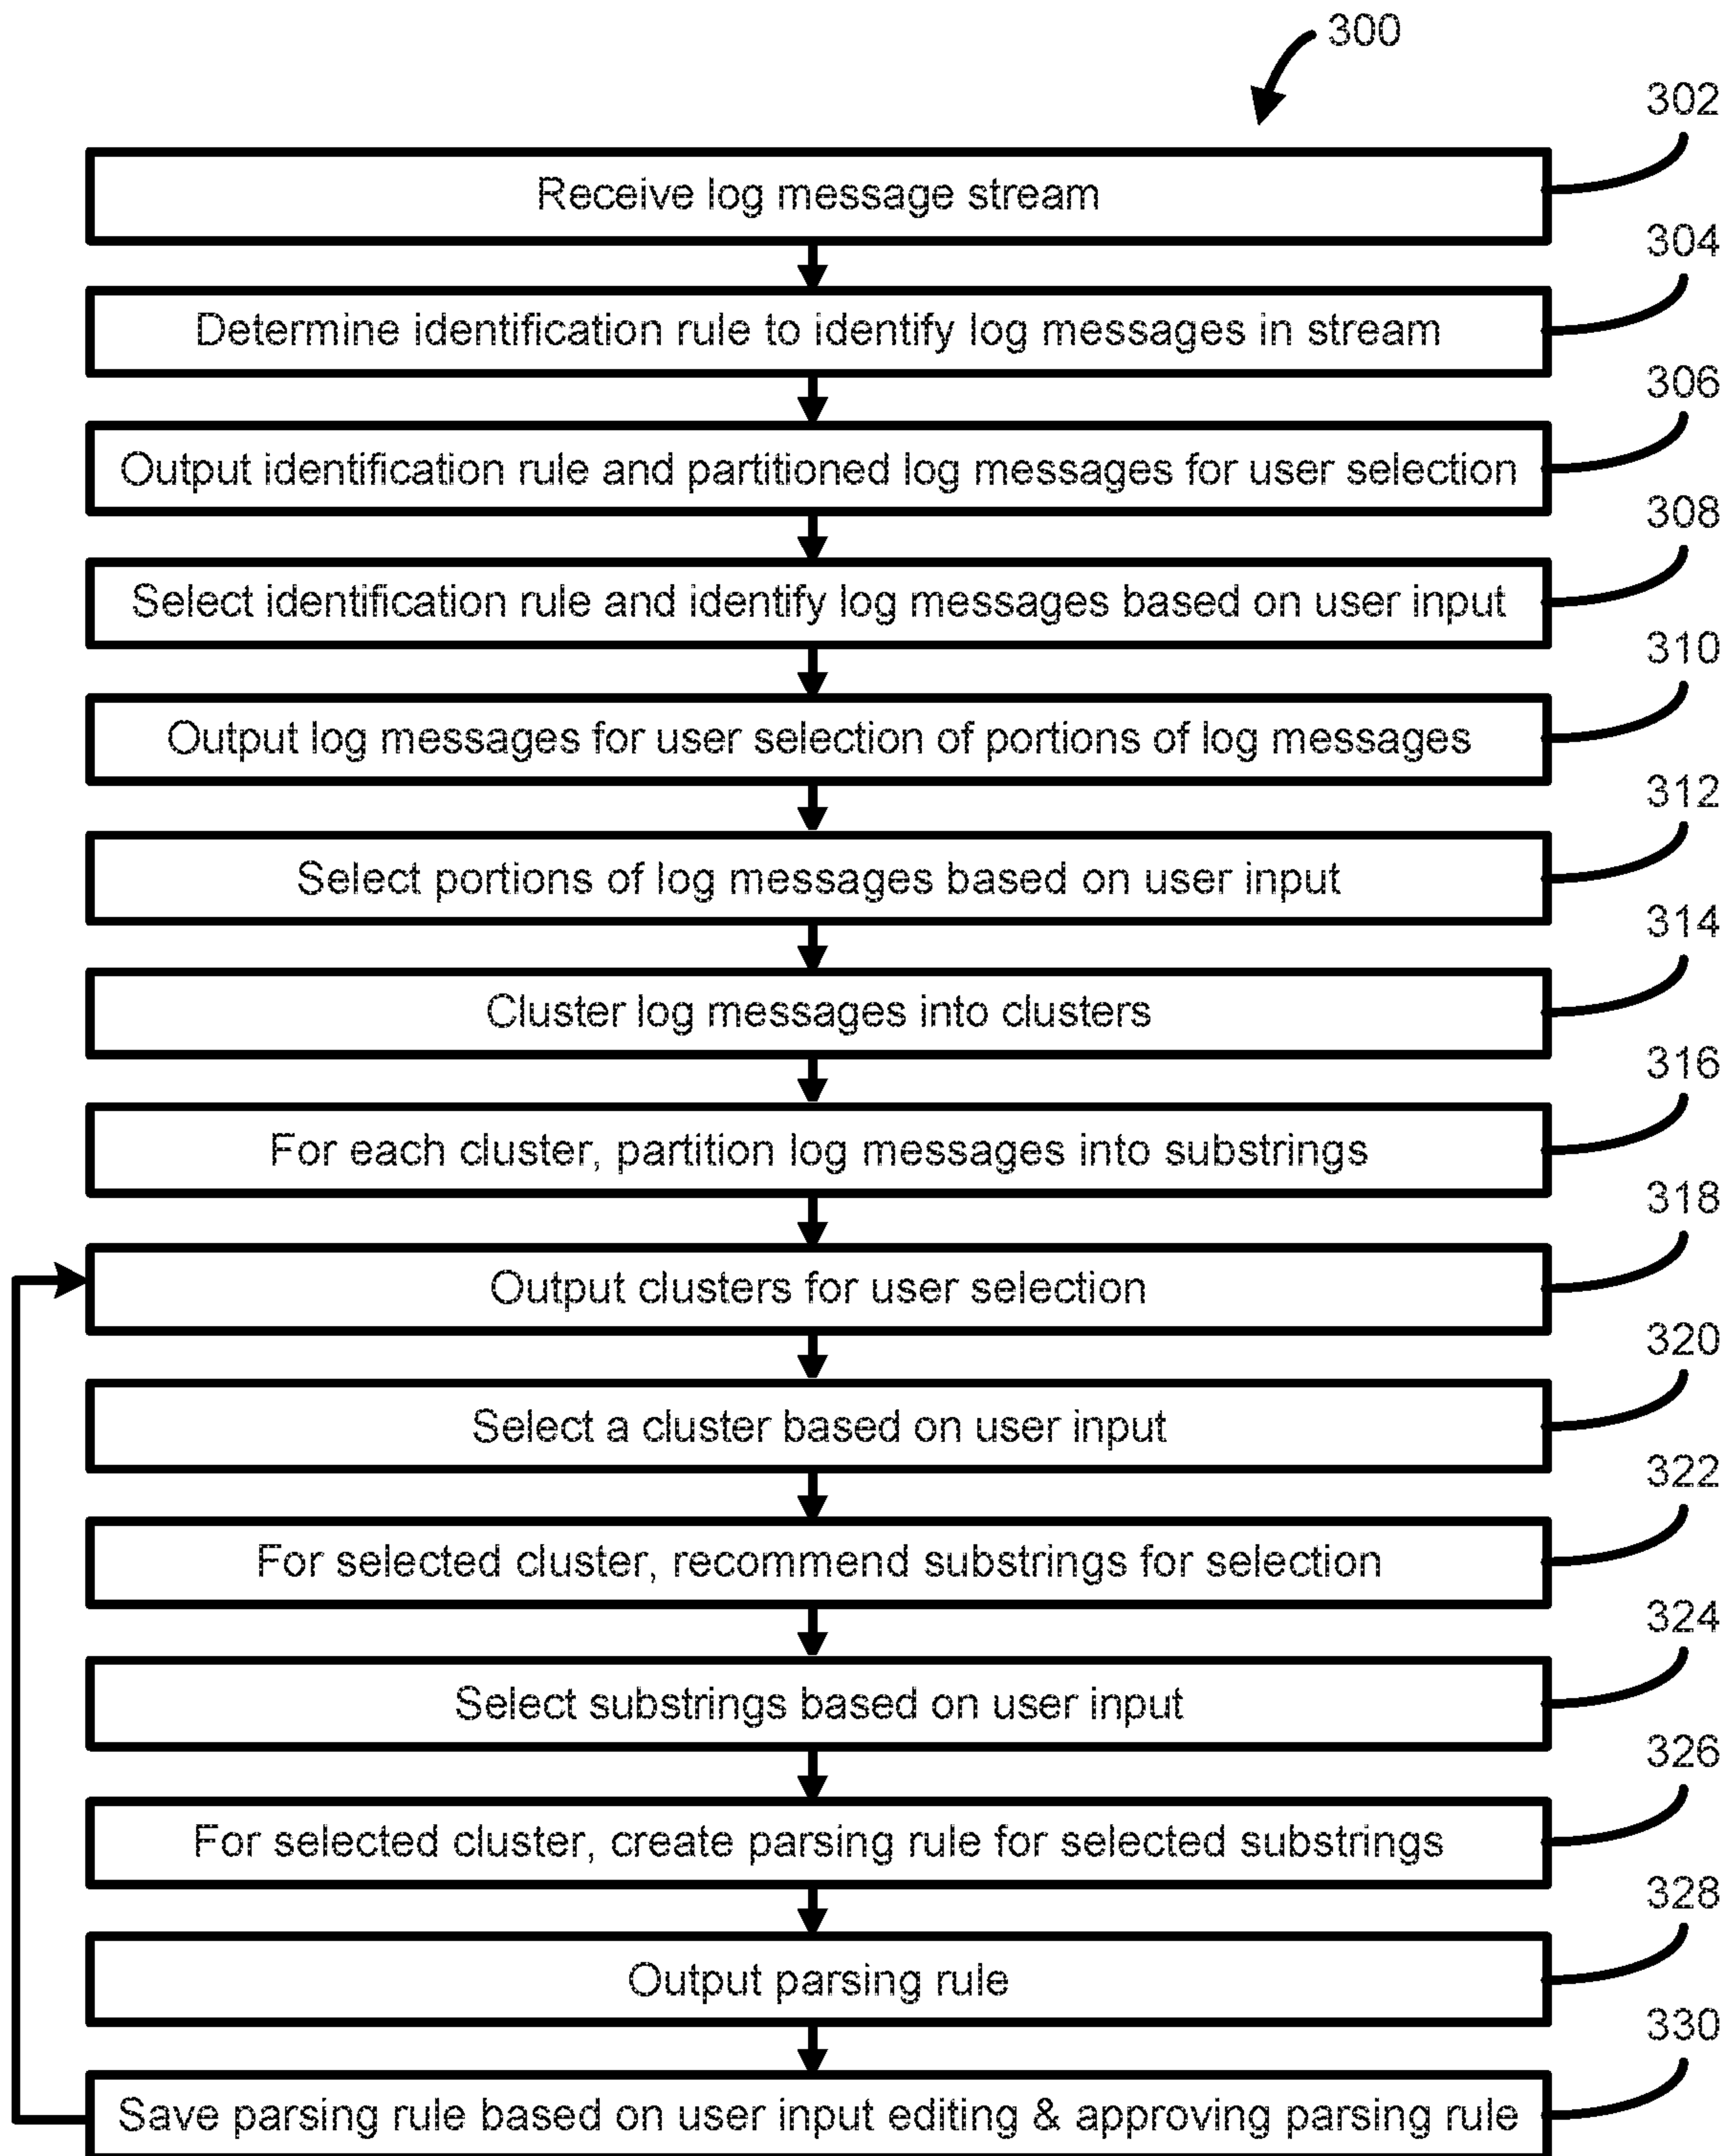 300
302
Receive log message stream
304
Determine identification rule to identify log messages in stream
306
Output identification rule and partitioned log messages for user selection
308
Select identification rule and identify log messages based on user input
310
Output log messages for user selection of portions of log messages
312
Select portions of log messages based on user input
314
Cluster log messages into clusters
316
For each cluster, partition log messages into substrings
318
Output clusters for user selection
320
Select a cluster based on user input
322
For selected cluster, recommend substrings for selection
324
Select substrings based on user input
326
For selected cluster, create parsing rule for selected substrings
328
Output parsing rule
330
Save parsing rule based on user input editing & approving parsing rule